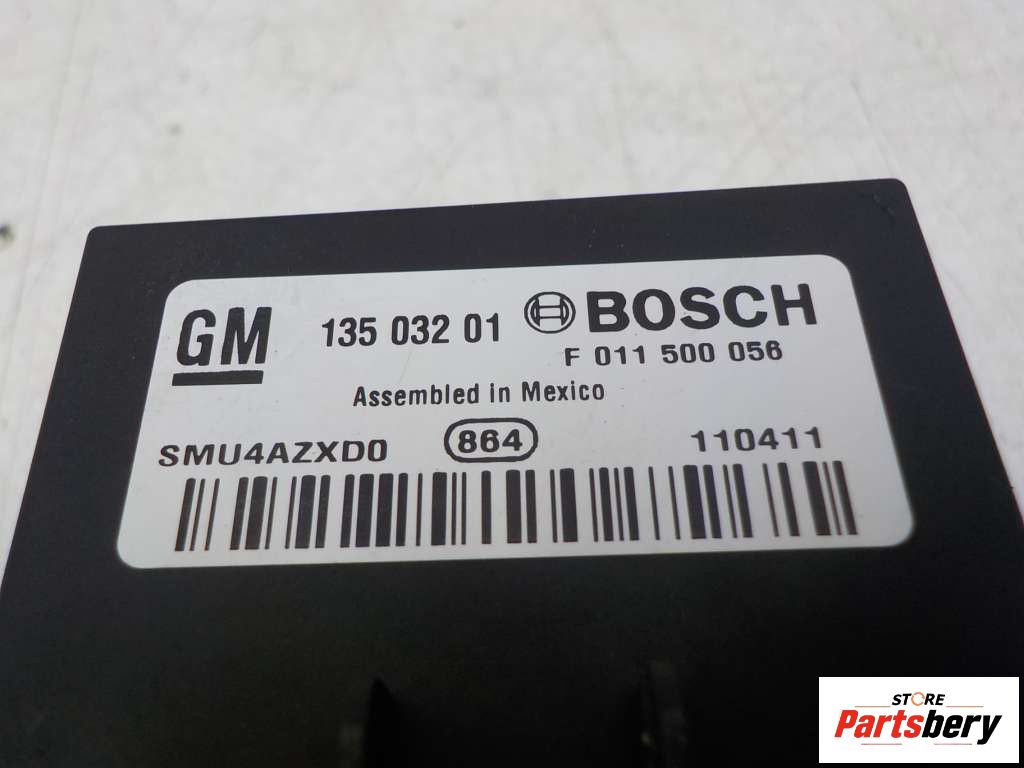 GM 135 032 01 BOSCH
F 011 500 056
Assembled in Mexico
SMU4AZXD0 864 110411
STORE
Partsbery